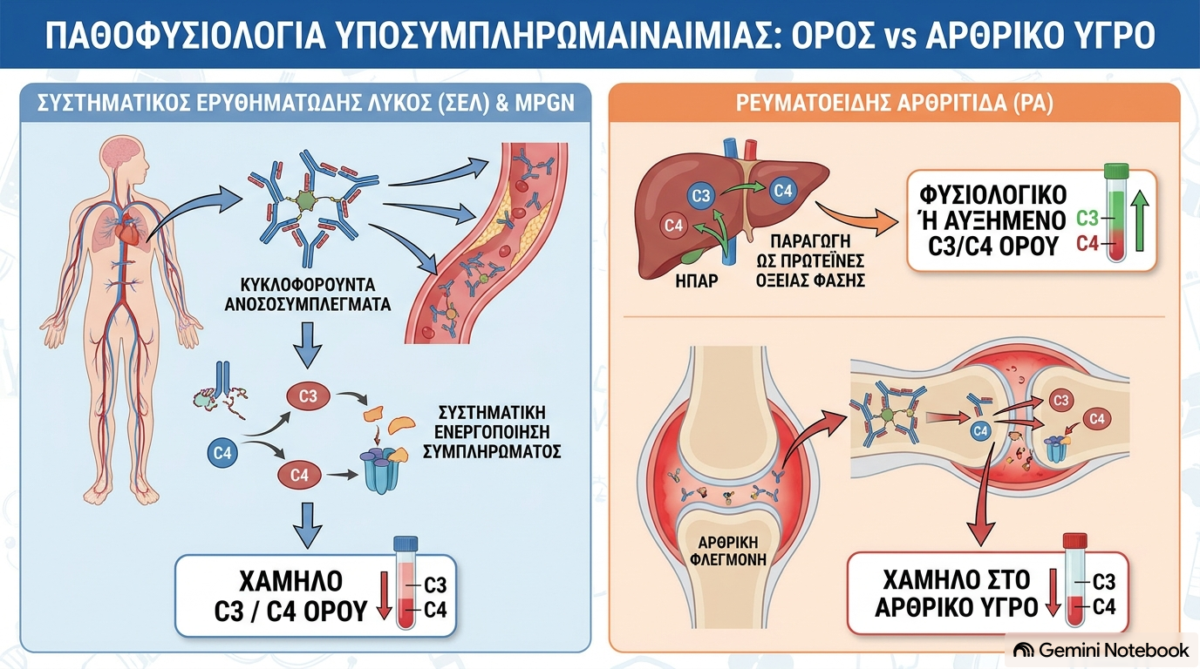 ΠΑΘΟΦΥΣΙΟΛΟΓΙΑ ΥΠΟΣΥΜΠΛΗΡΩΜΑΙΝΑΙΜΙΑΣ: ΟΡΟΣ vs ΑΡΘΡΙΚΟ ΥΓΡΟ
ΣΥΣΤΗΜΑΤΙΚΟΣ ΕΡΥΘΗΜΑΤΩΔΗΣ ΛΥΚΟΣ (ΣΕΛ) & MPGN
ΚΥΚΛΟΦΟΡΟΥΝΤΑ
ΑΝΟΣΟΣΥΜΠΛΕΓΜΑΤΑ
C3
C4
C4
ΣΥΣΤΗΜΑΤΙΚΗ
ΕΝΕΡΓΟΠΟΙΗΣΗ
ΣΥΜΠΛΗΡΩΜΑΤΟΣ
ΧΑΜΗΛΟ
C3 / C4 ΟΡΟΥ
C3
C4
ΡΕΥΜΑΤΟΕΙΔΗΣ ΑΡΘΡΙΤΙΔΑ (ΡΑ)
C3
C4
C4
ΗΠΑΡ
ΠΑΡΑΓΩΓΗ
ΩΣ ΠΡΩΤΕΪΝΕΣ
ΟΞΕΙΑΣ ΦΑΣΗΣ
ΦΥΣΙΟΛΟΓΙΚΟ
Ή ΑΥΞΗΜΕΝΟ
C3/C4 ΟΡΟΥ
C3
C4
ΑΡΘΡΙΚΗ
ΦΛΕΓΜΟΝΗ
C3
C4
C4
ΧΑΜΗΛΟ ΣΤΟ
ΑΡΘΡΙΚΟ ΥΓΡΟ
C3
C4
Gemini Notebook